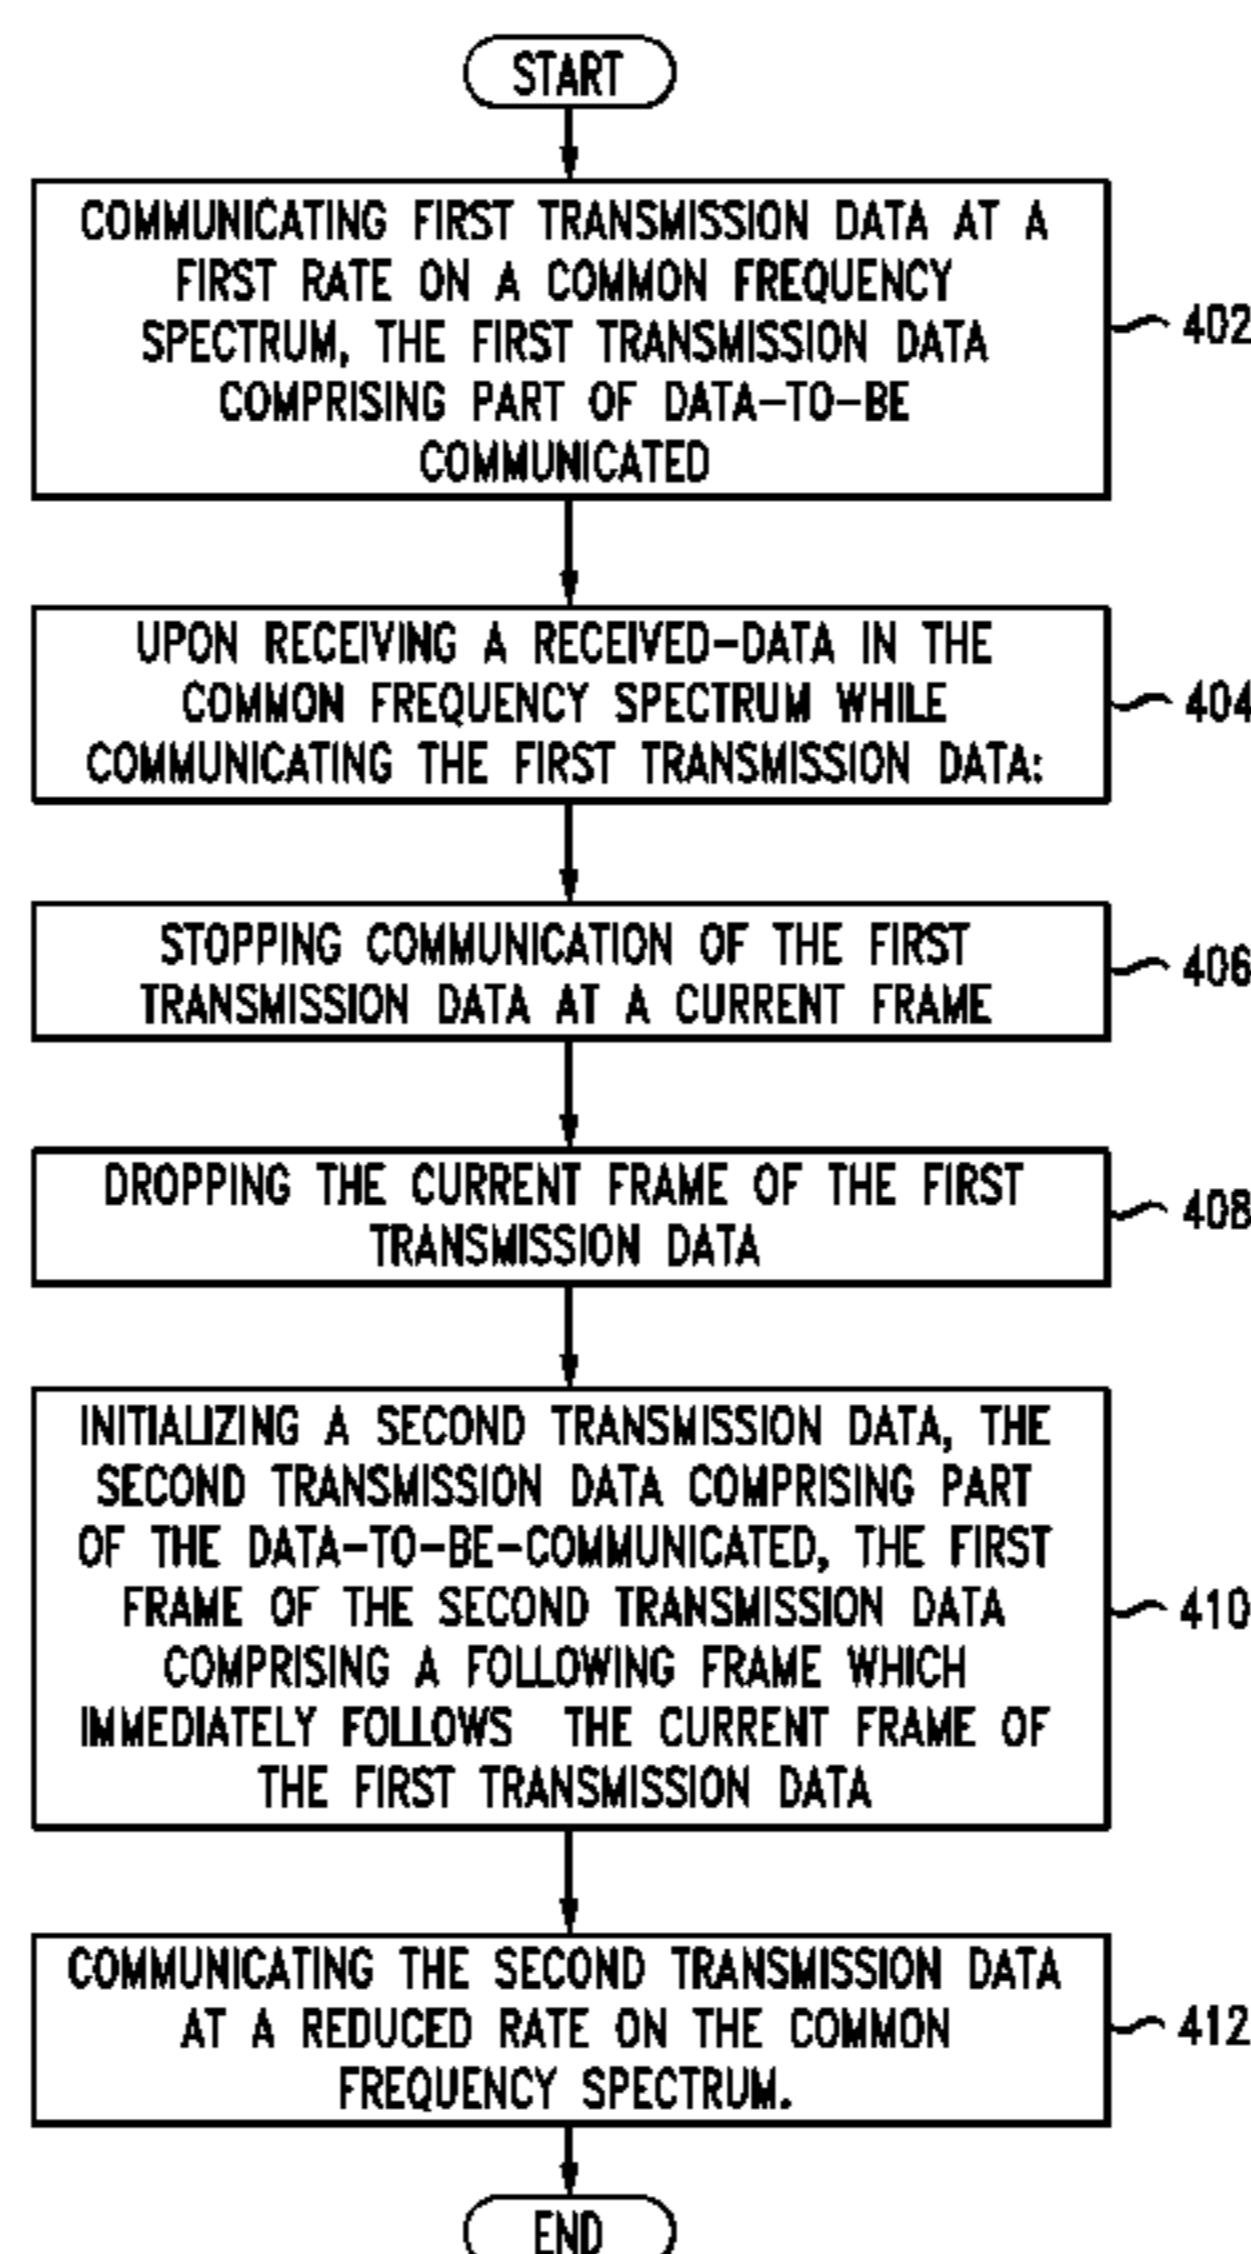 START
COMMUNICATING FIRST TRANSMISSION DATA AT A
FIRST RATE ON A COMMON FREQUENCY
SPECTRUM, THE FIRST TRANSMISSION DATA
COMPRISING PART OF DATA-TO-BE
COMMUNICATED
402
UPON RECEIVING A RECEIVED-DATA IN THE
COMMON FREQUENCY SPECTRUM WHILE
COMMUNICATING THE FIRST TRANSMISSION DATA:
404
STOPPING COMMUNICATION OF THE FIRST
TRANSMISSION DATA AT A CURRENT FRAME
406
DROPPING THE CURRENT FRAME OF THE FIRST
TRANSMISSION DATA
408
INITIALIZING A SECOND TRANSMISSION DATA, THE
SECOND TRANSMISSION DATA COMPRISING PART
OF THE DATA-TO-BE-COMMUNICATED, THE FIRST
FRAME OF THE SECOND TRANSMISSION DATA
COMPRISING A FOLLOWING FRAME WHICH
IMMEDIATELY FOLLOWS THE CURRENT FRAME OF
THE FIRST TRANSMISSION DATA
410
COMMUNICATING THE SECOND TRANSMISSION DATA
AT A REDUCED RATE ON THE COMMON
FREQUENCY SPECTRUM.
412
END